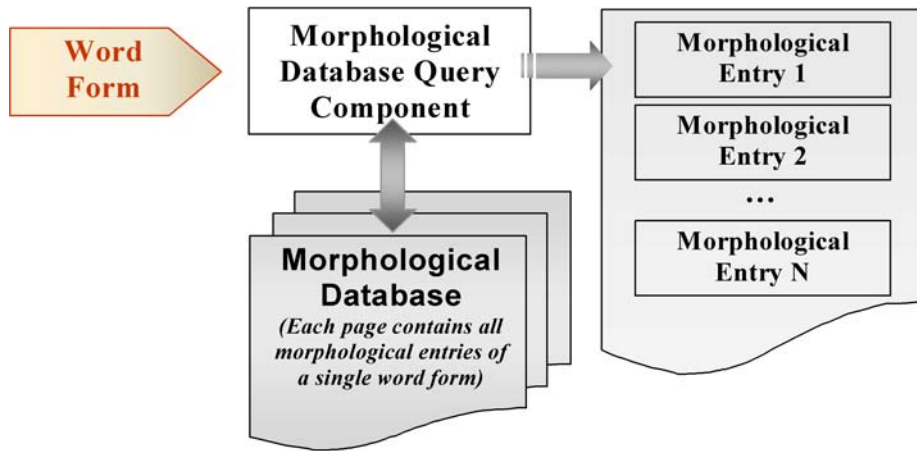 Word
Form
Morphological
Database Query
Component
Morphological
Entry 1
Morphological
Entry 2
...
Morphological
Entry N
Morphological
Database
(Each page contains all
morphological entries of
a single word form)